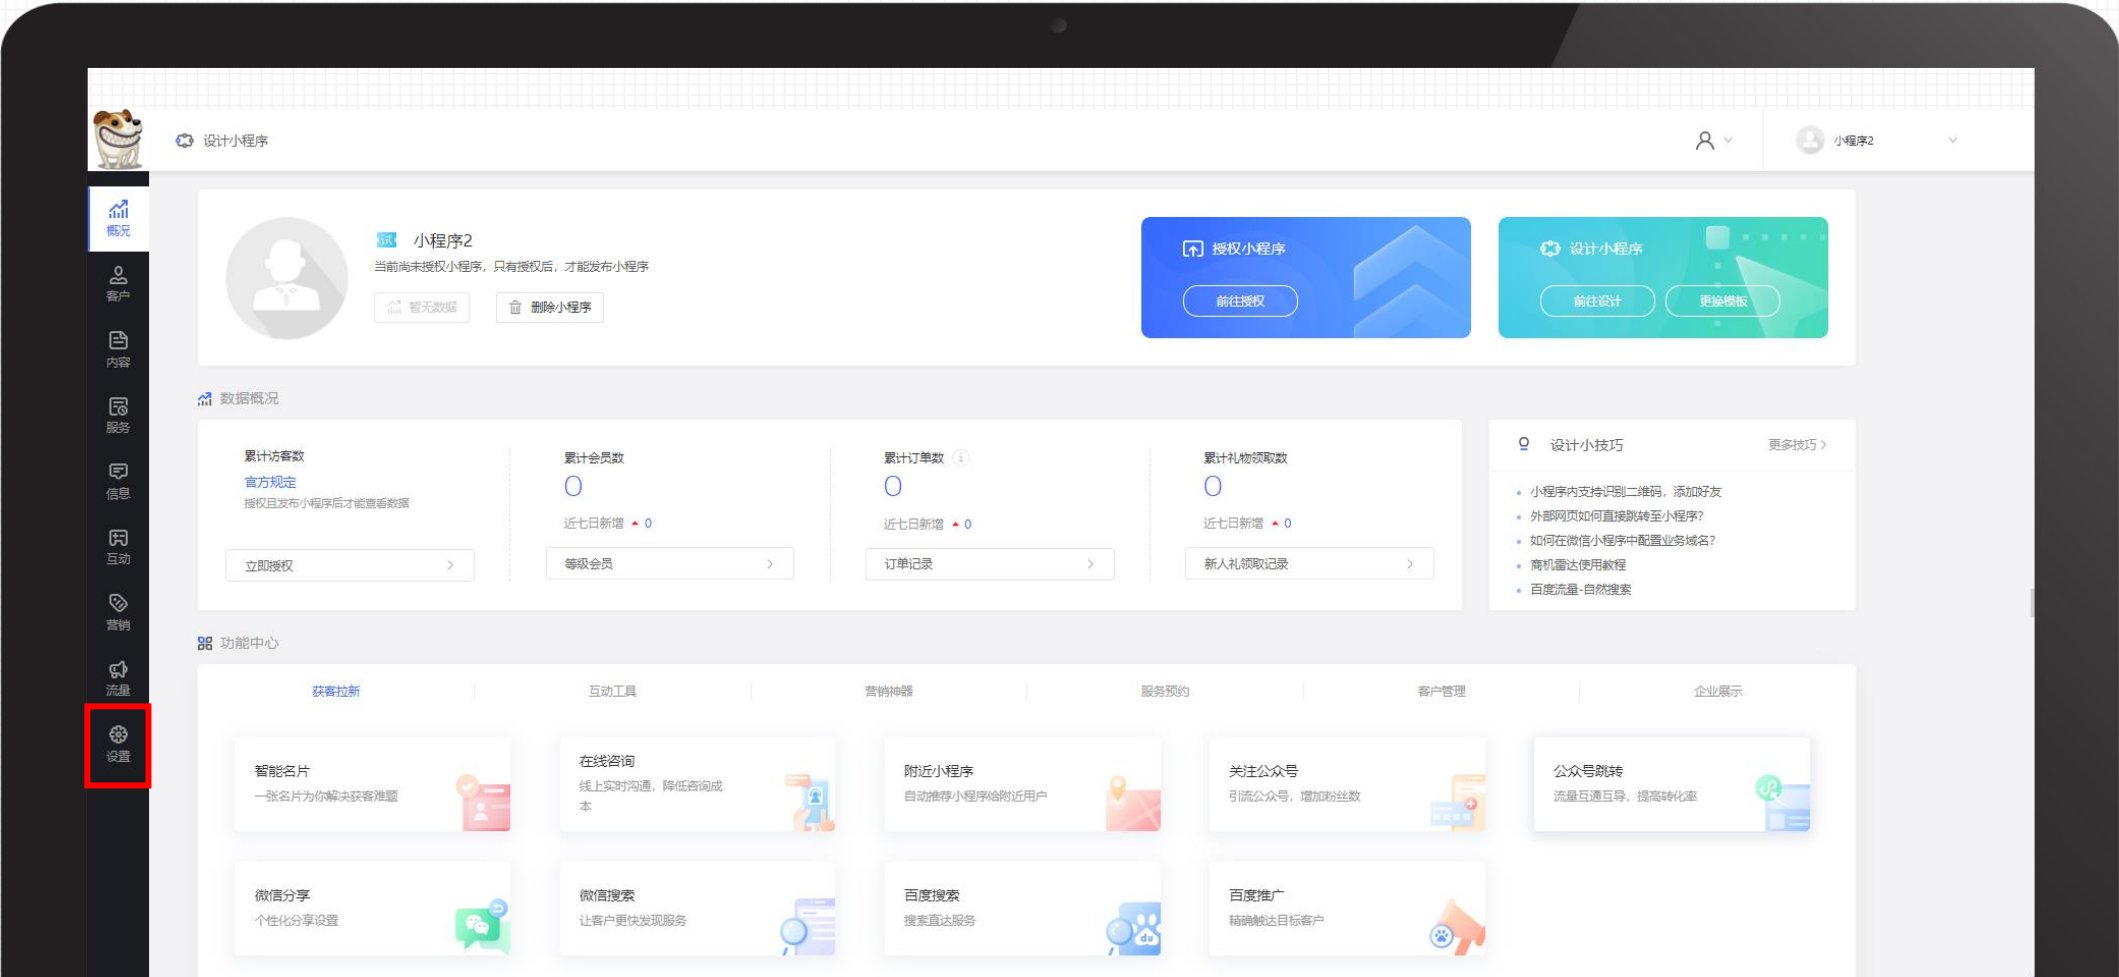 设计小程序
小程序2
概况
客户
内容
服务
信息
互动
营销
流量
设置
试
小程序2
当前尚未授权小程序，只有授权后，才能发布小程序
暂无数据
删除小程序
授权小程序
前往授权
设计小程序
前往设计
更换模板
数据概况
累计访客数
官方规定
授权且发布小程序后才能查看数据
立即授权
累计会员数
0
近七日新增 0
等级会员
累计订单数
0
近七日新增 0
订单记录
累计礼物领取数
0
近七日新增 0
新人礼领取记录
设计小技巧
更多技巧
小程序内支持识别二维码，添加好友
外部网页如何直接跳转至小程序？
如何在微信小程序中配置业务域名？
商机雷达使用教程
百度流量-自然搜索
功能中心
获客拉新
互动工具
营销神器
服务预约
客户管理
企业展示
智能名片
一张名片为你解决获客难题
在线咨询
线上实时沟通，降低咨询成
本
附近小程序
自动推荐小程序给附近用户
关注公众号
引流公众号，增加粉丝数
公众号跳转
流量互通互导，提高转化率
微信分享
个性化分享设置
微信搜索
让客户更快发现服务
百度搜索
搜索直达服务
du
百度推广
精确触达目标客户